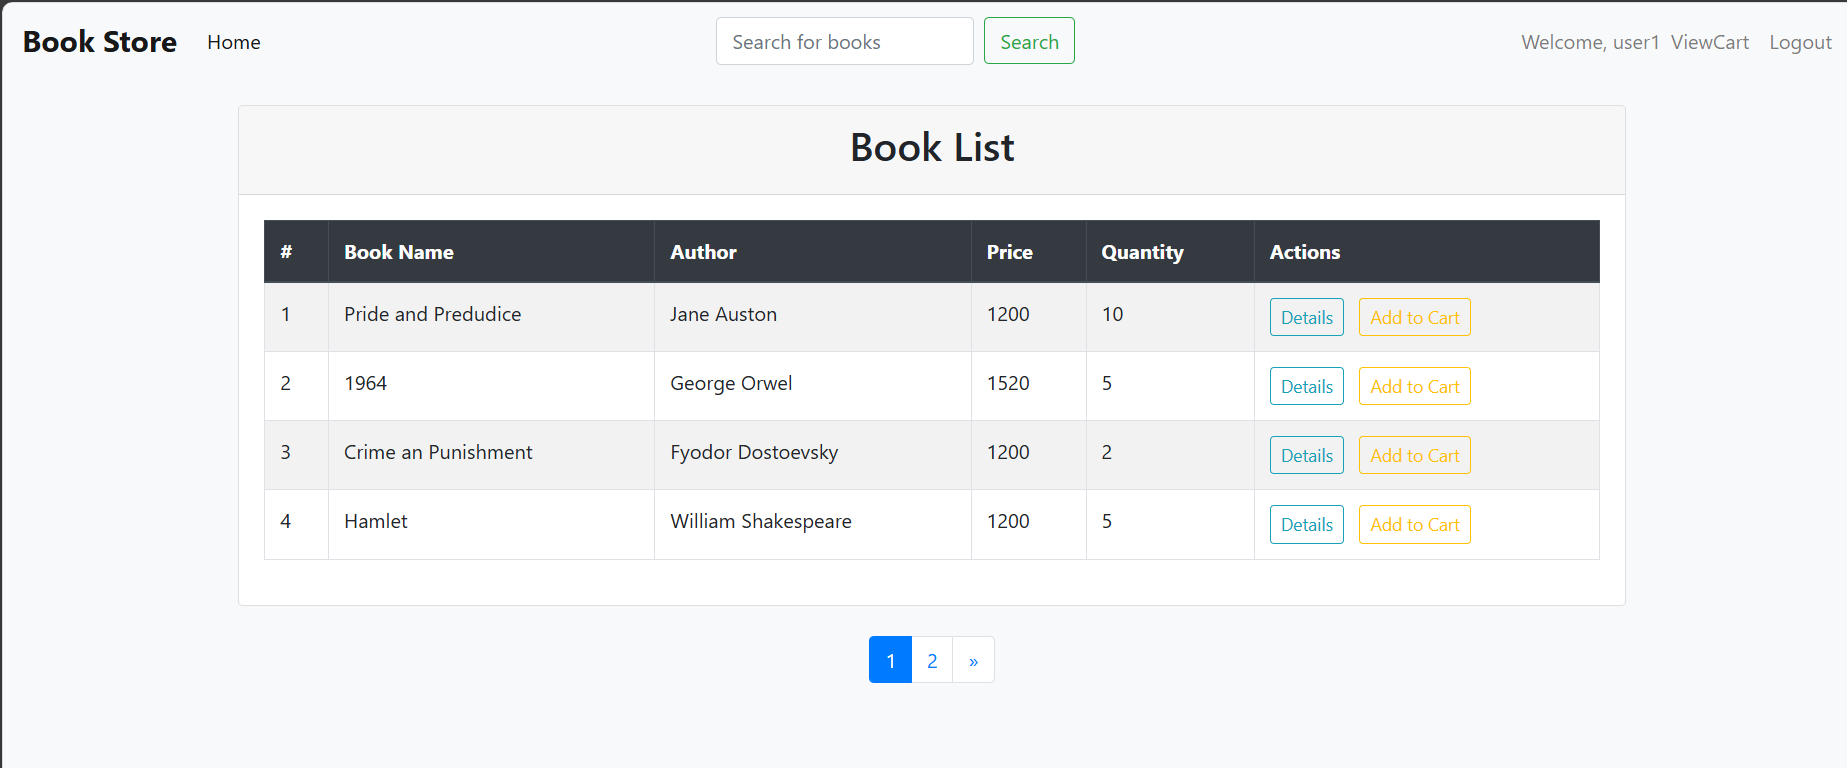 Book Store Home Search for books Search Welcome, user1 ViewCart Logout
Book List
# Book Name Author Price Quantity Actions
1 Pride and Predudice Jane Auston 1200 10 Details Add to Cart
2 1964 George Orwel 1520 5 Details Add to Cart
3 Crime an Punishment Fyodor Dostoevsky 1200 2 Details Add to Cart
4 Hamlet William Shakespeare 1200 5 Details Add to Cart
1 2 »